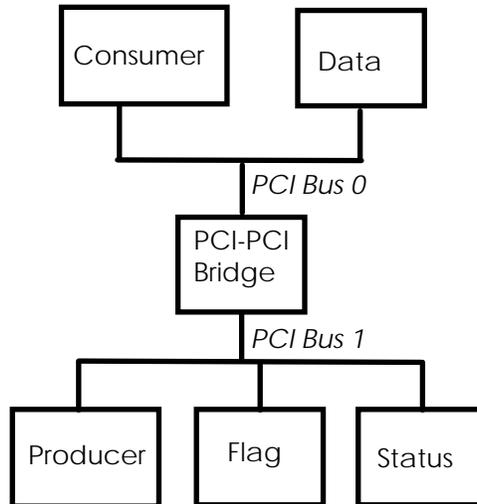 Consumer
Data
PCI Bus 0
PCI-PCI
Bridge
PCI Bus 1
Producer
Flag
Status